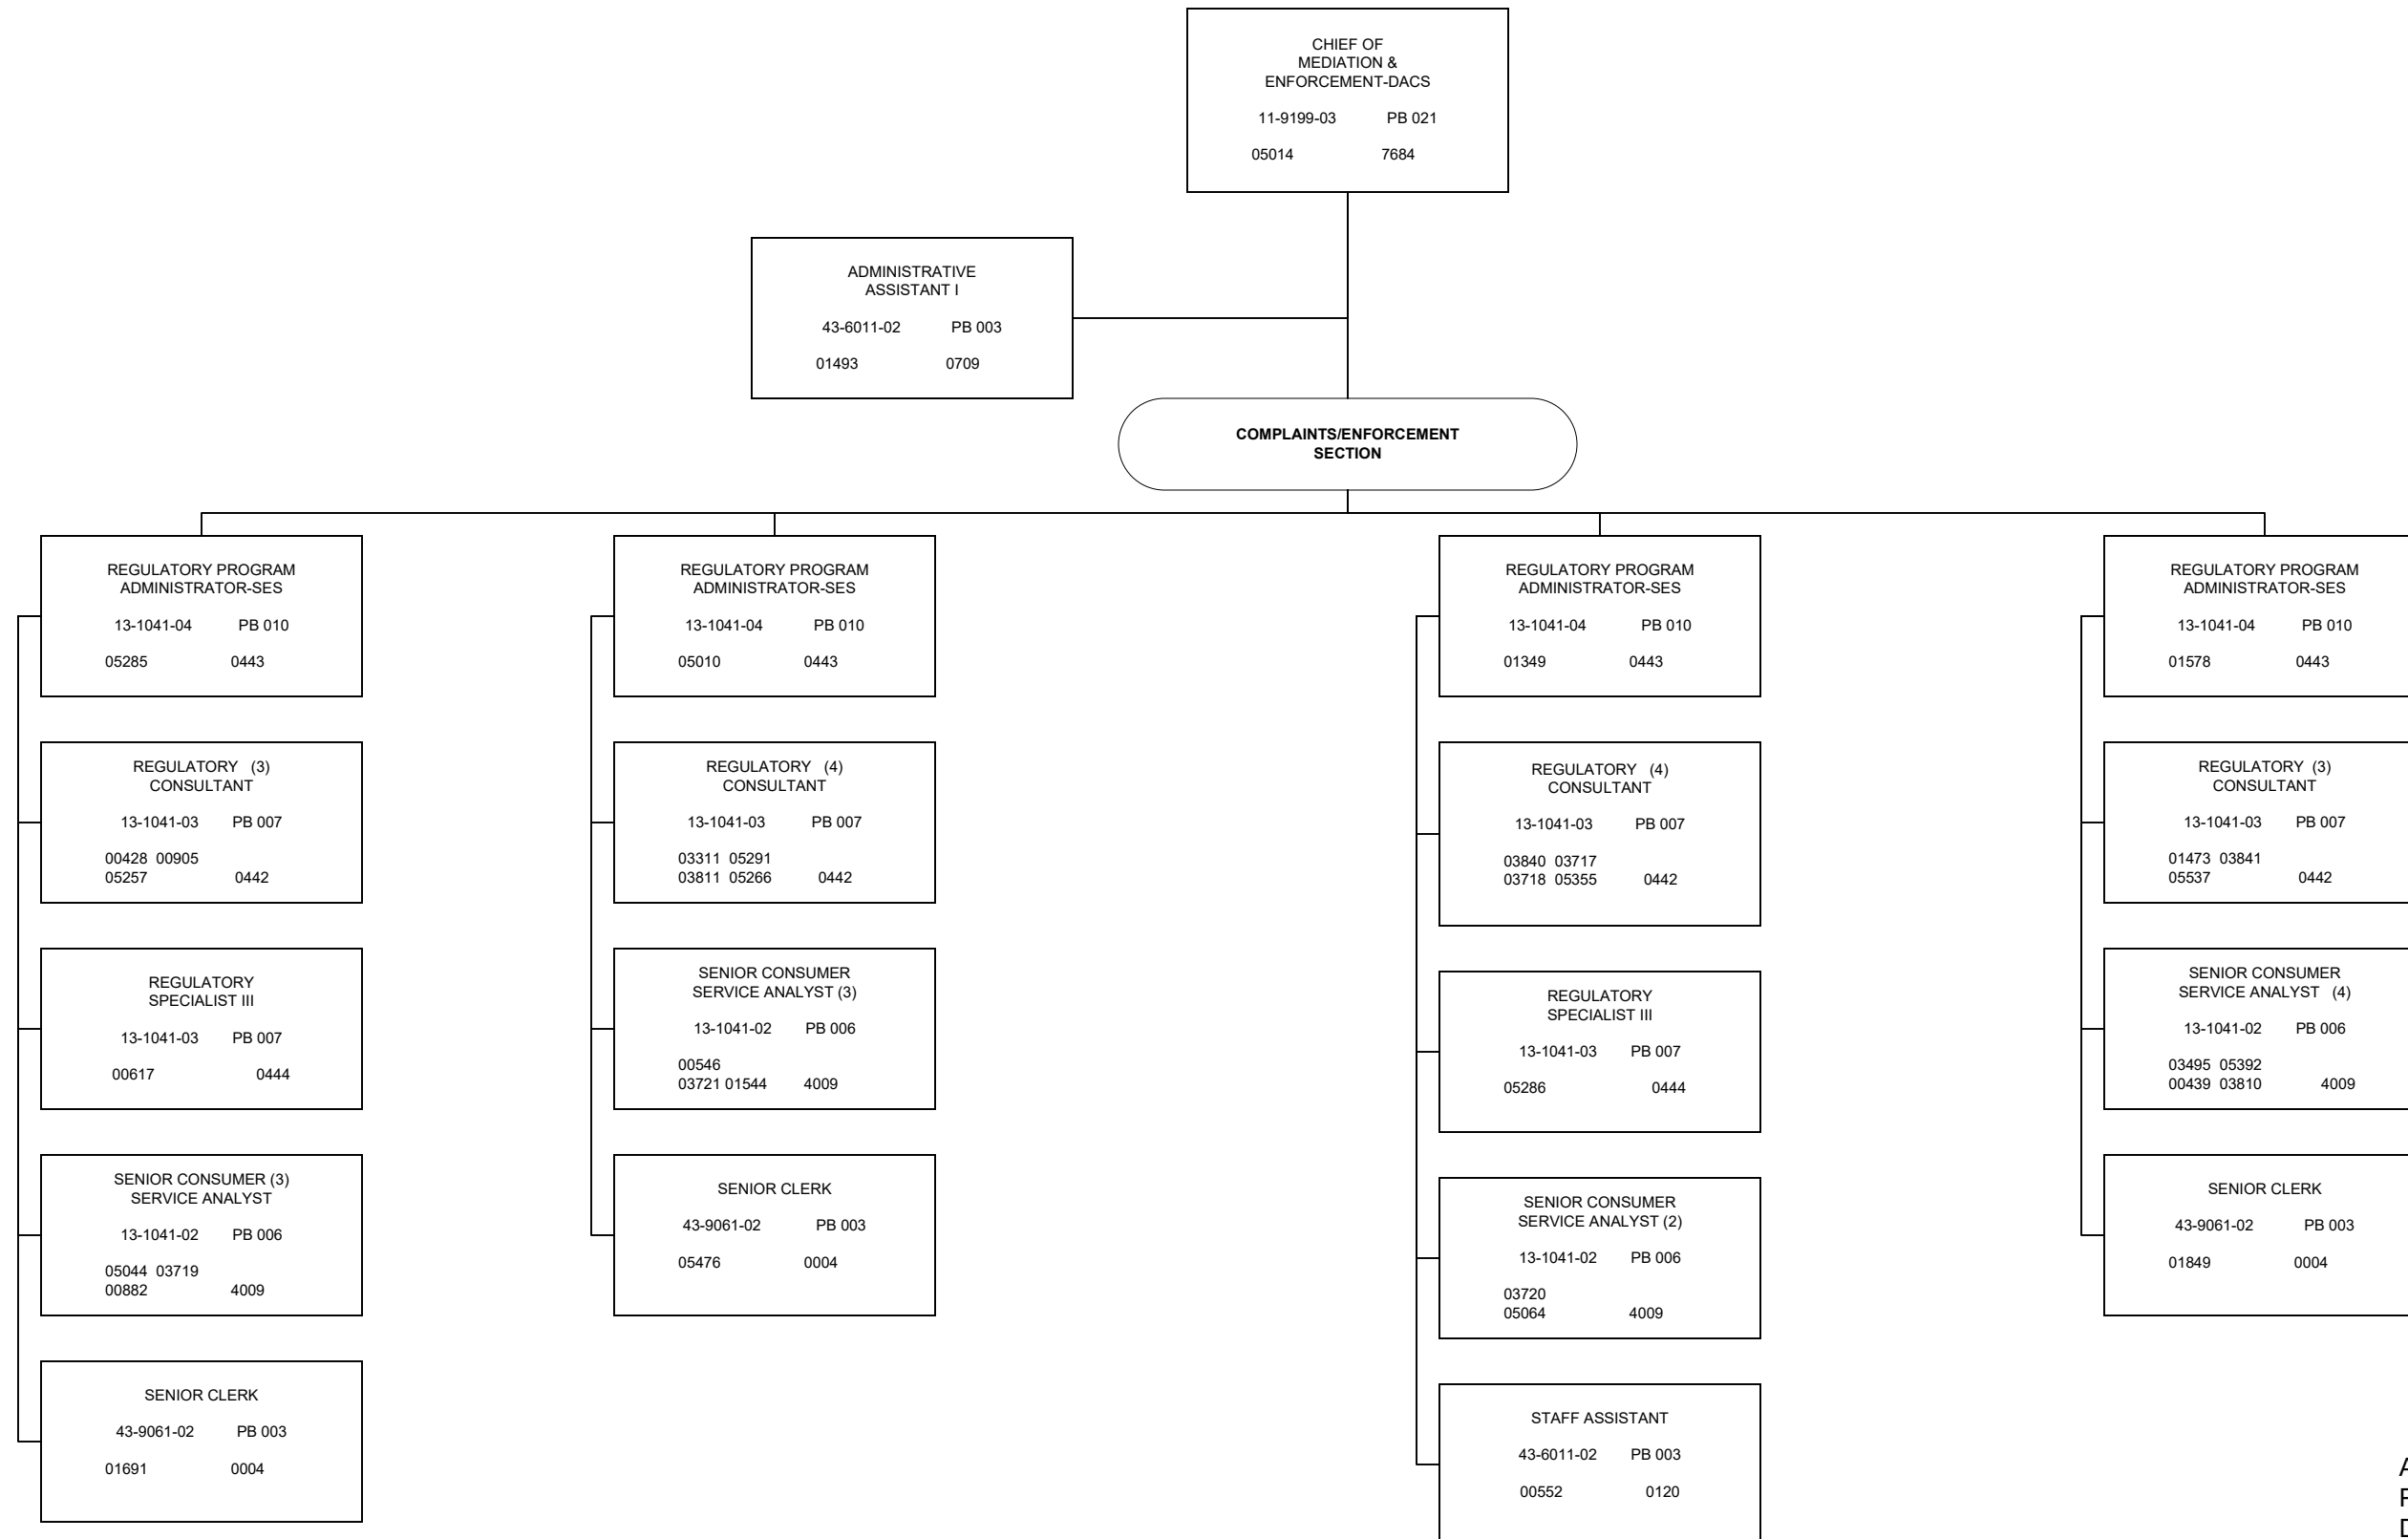 CHIEF OF
MEDIATION &
ENFORCEMENT-DACS
11-9199-03 PB 021
05014 7684
ADMINISTRATIVE
ASSISTANT I
43-6011-02 PB 003
01493 0709
COMPLAINTS/ENFORCEMENT
SECTION
REGULATORY PROGRAM
ADMINISTRATOR-SES
13-1041-04 PB 010
05285 0443
REGULATORY (3)
CONSULTANT
13-1041-03 PB 007
00428 00905
05257 0442
REGULATORY
SPECIALIST III
13-1041-03 PB 007
00617 0444
SENIOR CONSUMER (3)
SERVICE ANALYST
13-1041-02 PB 006
05044 03719
00882 4009
SENIOR CLERK
43-9061-02 PB 003
01691 0004
REGULATORY PROGRAM
ADMINISTRATOR-SES
13-1041-04 PB 010
05010 0443
REGULATORY (4)
CONSULTANT
13-1041-03 PB 007
03311 05291
03811 05266 0442
SENIOR CONSUMER
SERVICE ANALYST (3)
13-1041-02 PB 006
00546
03721 01544 4009
SENIOR CLERK
43-9061-02 PB 003
05476 0004
REGULATORY PROGRAM
ADMINISTRATOR-SES
13-1041-04 PB 010
01349 0443
REGULATORY (4)
CONSULTANT
13-1041-03 PB 007
03840 03717
03718 05355 0442
REGULATORY
SPECIALIST III
13-1041-03 PB 007
05286 0444
SENIOR CONSUMER
SERVICE ANALYST (2)
13-1041-02 PB 006
03720
05064 4009
STAFF ASSISTANT
43-6011-02 PB 003
00552 0120
REGULATORY PROGRAM
ADMINISTRATOR-SES
13-1041-04 PB 010
01578 0443
REGULATORY (3)
CONSULTANT
13-1041-03 PB 007
01473 03841
05537 0442
SENIOR CONSUMER
SERVICE ANALYST (4)
13-1041-02 PB 006
03495 05392
00439 03810 4009
SENIOR CLERK
43-9061-02 PB 003
01849 0004